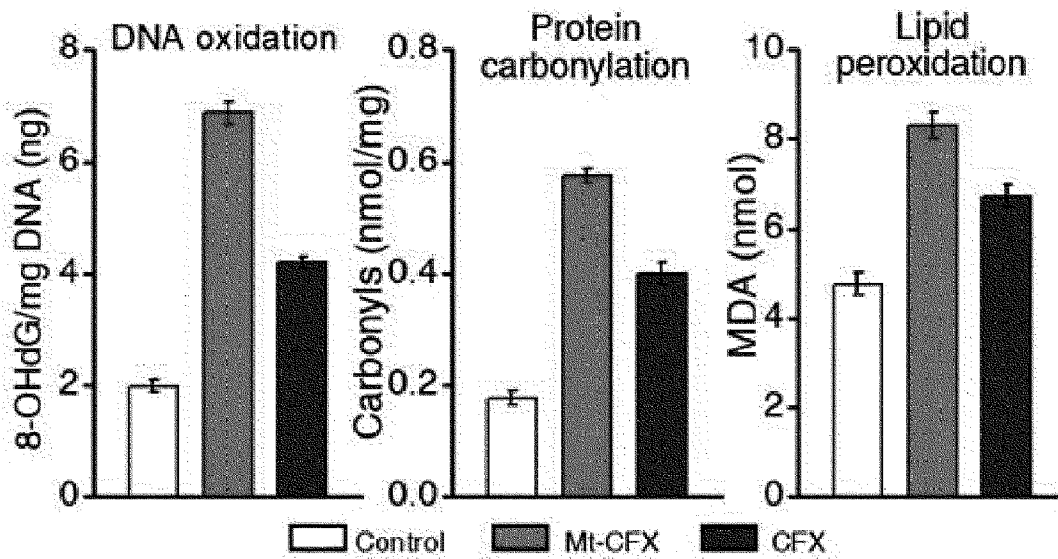 DNA oxidation
8-OHdG/mg DNA (ng)
8
6
4
2
0
Protein
carbonylation
Carbonyls (nmol/mg)
0.8
0.6
0.4
0.2
0.0
Lipid
peroxidation
MDA (nmol)
10
8
6
4
2
0
Control
Mt-CFX
CFX